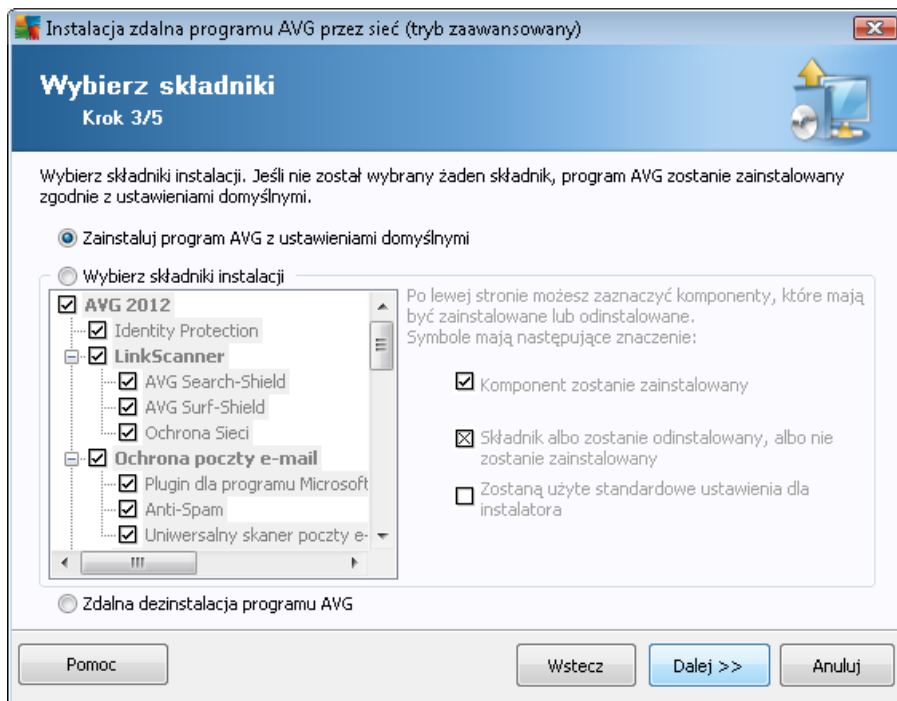 Instalacja zdalna programu AVG przez sieć (tryb zaawansowany)
Wybierz składniki
Krok 3/5
Wybierz składniki instalacji. Jeśli nie został wybrany żaden składnik, program AVG zostanie zainstalowany
zgodnie z ustawieniami domyślnymi.
Zainstaluj program AVG z ustawieniami domyślnymi
Wybierz składniki instalacji
AVG 2012
Identity Protection
LinkScanner
AVG Search-Shield
AVG Surf-Shield
Ochrona Sieci
Ochrona poczty e-mail
Plugin dla programu Microsoft
Anti-Spam
Uniwersalny skaner poczty e-
Po lewej stronie możesz zaznaczyć komponenty, które mają
być zainstalowane lub odinstalowane.
Symbole mają następujące znaczenie:
Komponent zostanie zainstalowany
Składnik albo zostanie odinstalowany, albo nie
zostanie zainstalowany
Zostaną użyte standardowe ustawienia dla
instalatora
Zdalna dezinstalacja programu AVG
Pomoc
Wstecz
Dalej >>
Anuluj